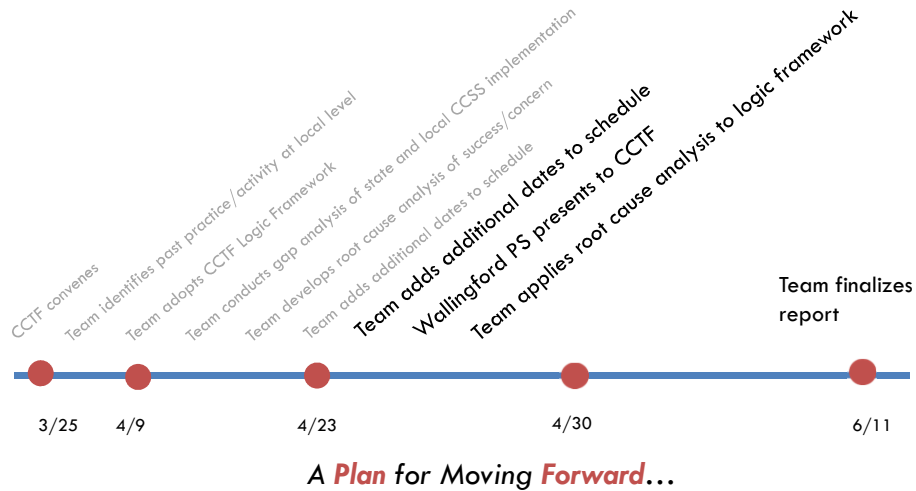 CCTF convenes
Team identifies past practice/activity at local level
Team adopts CCTF Logic Framework
Team conducts gap analysis of state and local CCSS implementation
Team develops root cause analysis of success/concern
Team adds additional dates to schedule
Team adds additional dates to schedule
Wallingford PS presents to CCTF
Team applies root cause analysis to logic framework
Team finalizes
report
3/25
4/9
4/23
4/30
6/11
A Plan for Moving Forward...